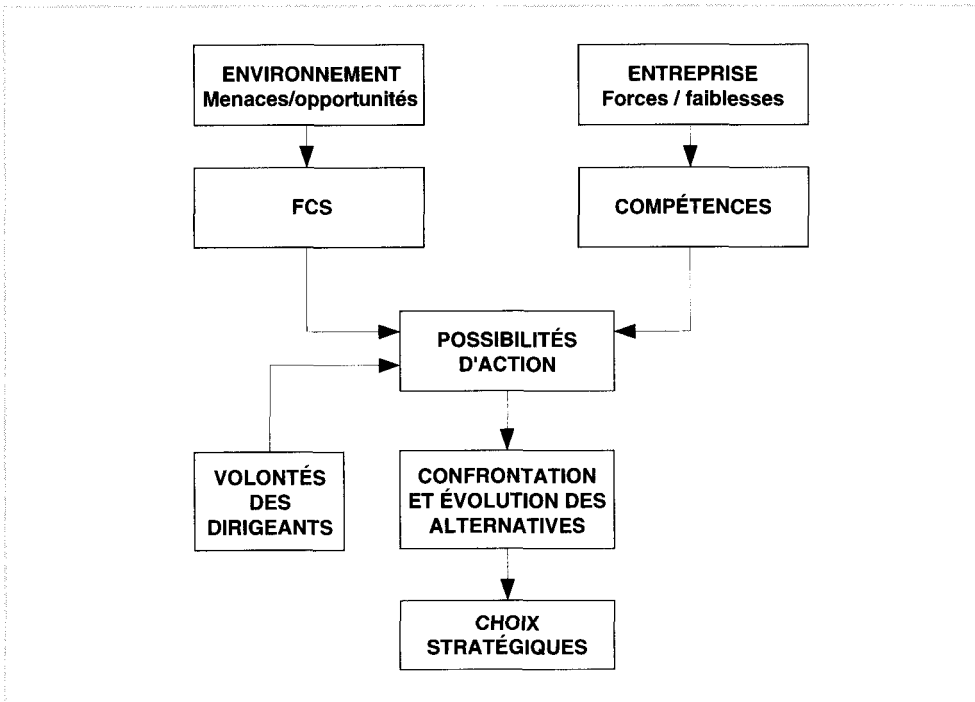 ENVIRONNEMENT
Menaces/opportunités
ENTREPRISE
Forces / faiblesses
FCS
COMPÉTENCES
POSSIBILITÉS
D'ACTION
VOLONTÉS
DES
DIRIGEANTS
CONFRONTATION
ET ÉVOLUTION DES
ALTERNATIVES
CHOIX
STRATÉGIQUES